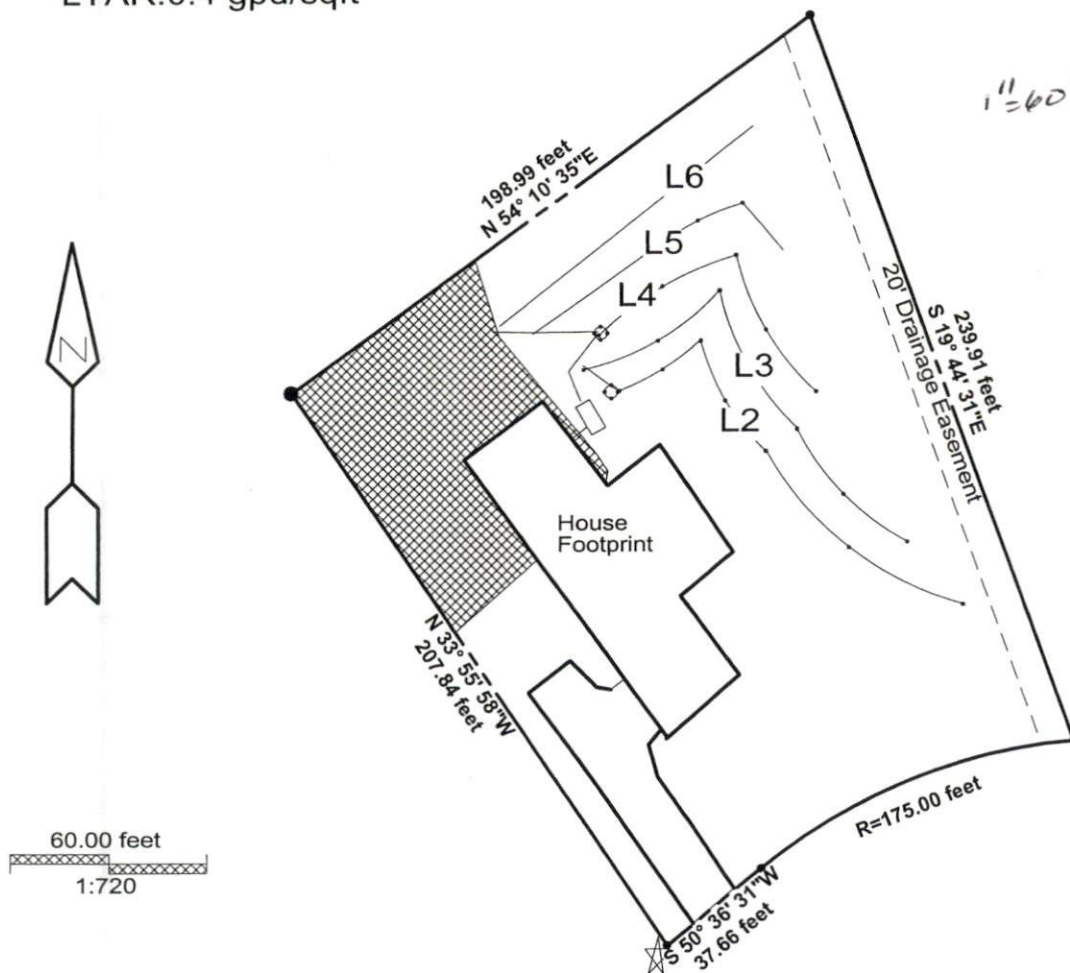 LTAR:0.4 gpd/sqft
1"=60
198.99 feet
N 54° 10' 35"E
L6
L5
L4
L3
L2
20' Drainage Easement
239.91 feet
S 19° 44' 31"E
N
House
Footprint
N 33° 55' 58"W
207.84 feet
R=175.00 feet
S 50° 36' 31"W
37.66 feet
60.00 feet
1:720